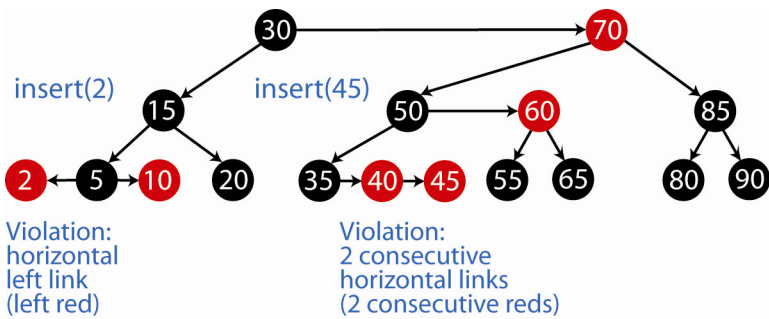 30 70
insert(2) insert(45)
15 50 60 85
2 5 10 20 35 40 45 55 65 80 90
Violation:
horizontal
left link
(left red)
Violation:
2 consecutive
horizontal links
(2 consecutive reds)